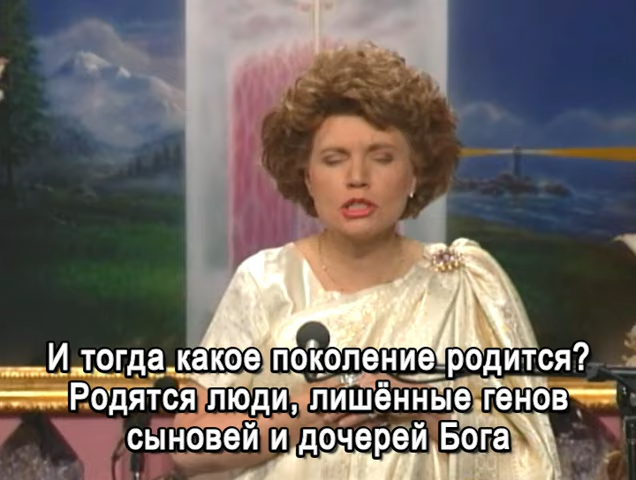 И тогда какое поколение родится?
Родятся люди, лишённые генов
сыновей и дочерей Бога